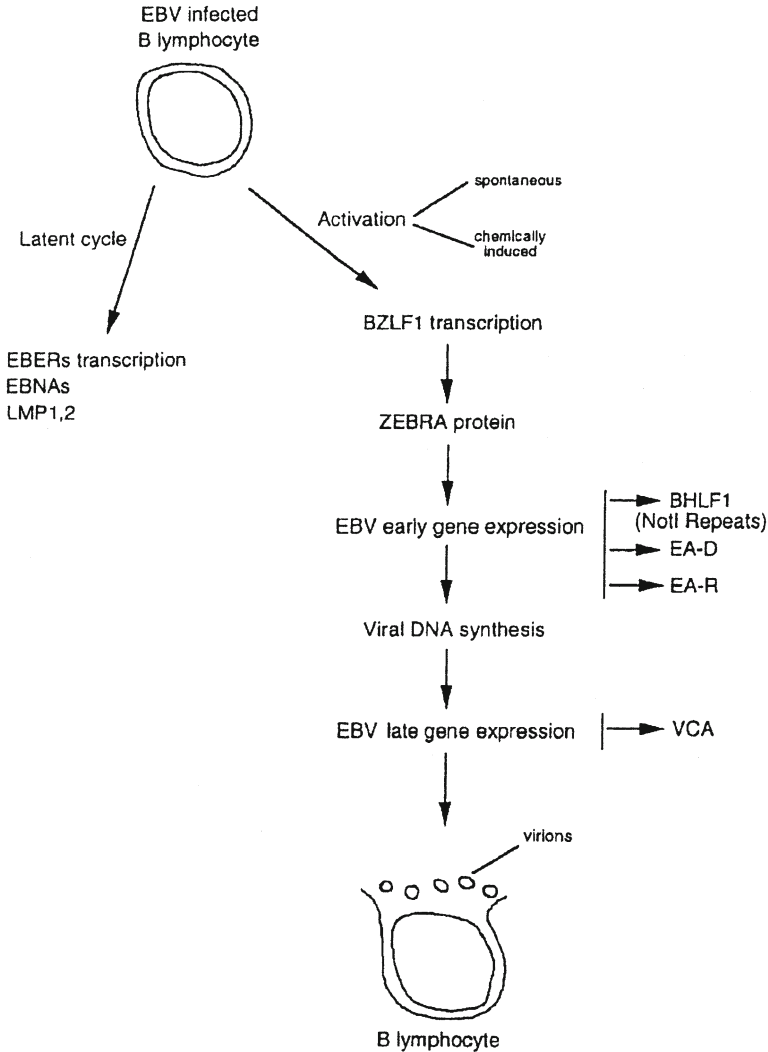 EBV infected
B lymphocyte
spontaneous
Activation
chemically
induced
Latent cycle
BZLF1 transcription
EBERs transcription
EBNAs
LMP1,2
ZEBRA protein
EBV early gene expression
BHLF1
(NotI Repeats)
EA-D
EA-R
Viral DNA synthesis
EBV late gene expression
VCA
virions
B lymphocyte